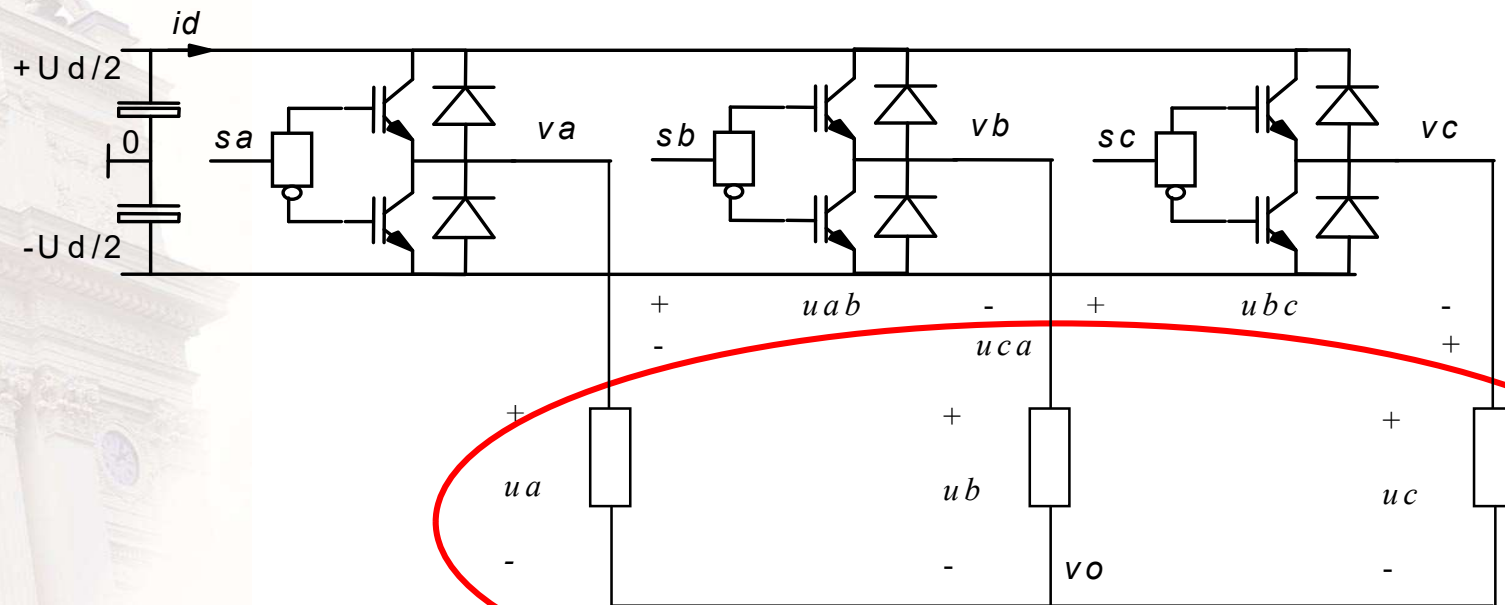 id
+Ud/2
0
-Ud/2
sa
va
sb
vb
sc
vc
+ uab - + ubc -
- uca +
+ + +
ua ub uc
- - vo -